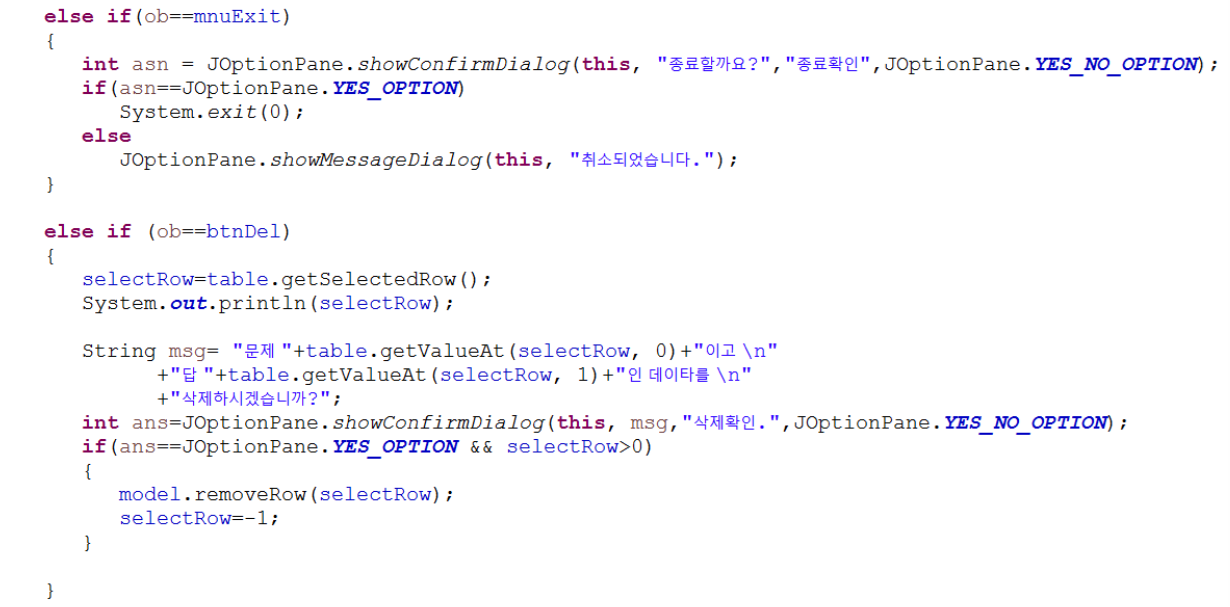 else if(ob==mnuExit)
{
int asn = JOptionPane.showConfirmDialog(this, "종료할까요?","종료확인",JOptionPane.YES_NO_OPTION);
if(asn==JOptionPane.YES_OPTION)
System.exit(0);
else
JOptionPane.showMessageDialog(this, "취소되었습니다.");
}
else if (ob==btnDel)
{
selectRow=table.getSelectedRow();
System.out.println(selectRow);
String msg= "문제 "+table.getValueAt(selectRow, 0)+"이고 \n"
+"답 "+table.getValueAt(selectRow, 1)+"인 데이타를 \n"
+"삭제하시겠습니까?";
int ans=JOptionPane.showConfirmDialog(this, msg,"삭제확인.",JOptionPane.YES_NO_OPTION);
if(ans==JOptionPane.YES_OPTION && selectRow>0)
{
model.removeRow(selectRow);
selectRow=-1;
}
}